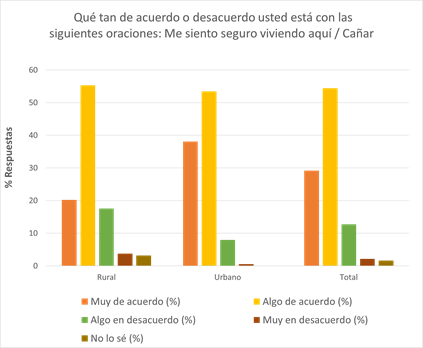 Qué tan de acuerdo o desacuerdo usted está con las
siguientes oraciones: Me siento seguro viviendo aquí / Cañar
60
50
40
30
20
10
0
% Respuestas
Rural
Urbano
Total
Muy de acuerdo (%)
Algo de acuerdo (%)
Algo en desacuerdo (%)
Muy en desacuerdo (%)
No lo sé (%)